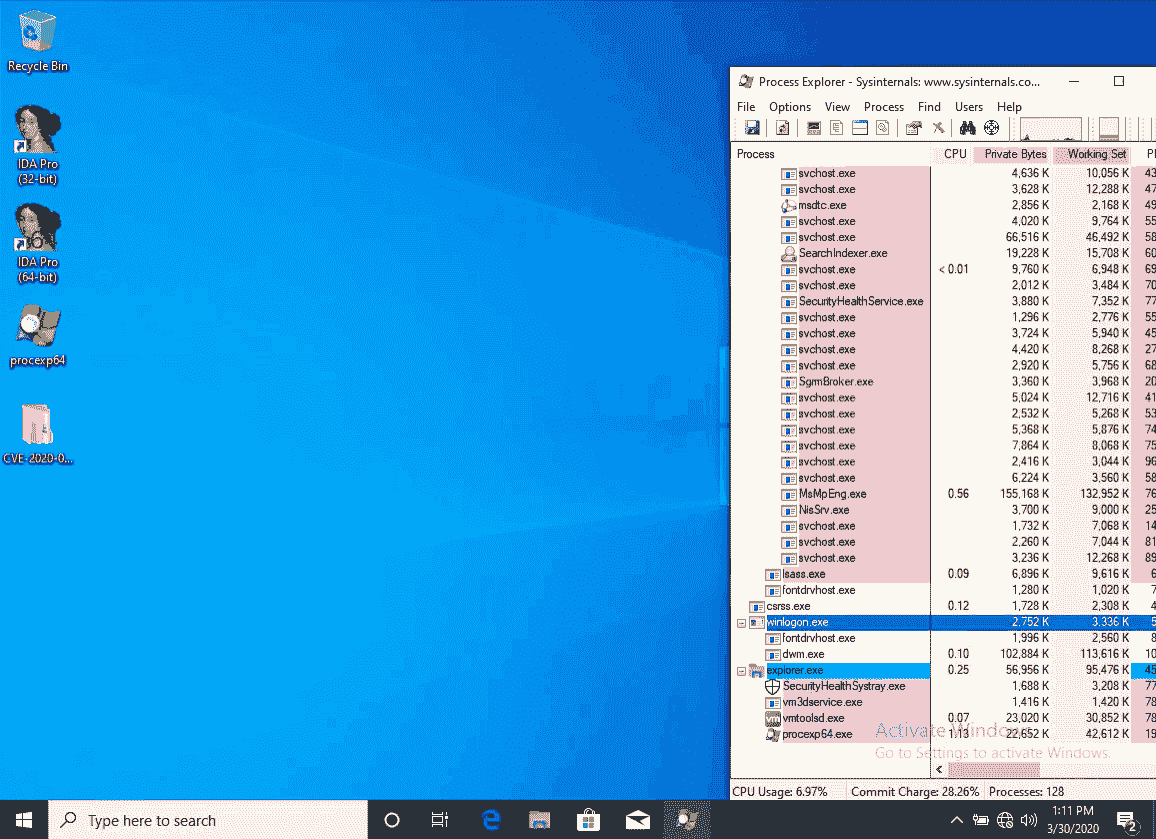 Recycle Bin
IDA Pro
(32-bit)
IDA Pro
(64-bit)
procexp64
CVE-2020-0...
Process Explorer - Sysinternals: www.sysinternals.co...
File Options View Process Find Users Help
Process CPU Private Bytes Working Set
svchost.exe 4,636 K 10,056 K 43
svchost.exe 3,628 K 12,288 K 47
msdtc.exe 2,856 K 2,168 K 49
svchost.exe 4,020 K 9,764 K 55
svchost.exe 66,516 K 46,492 K 58
SearchIndexer.exe 19,228 K 15,708 K 60
svchost.exe < 0.01 9,760 K 6,948 K 69
svchost.exe 2,012 K 3,484 K 70
SecurityHealthService.exe 3,880 K 7,352 K 77
svchost.exe 1,296 K 2,776 K 55
svchost.exe 3,724 K 5,940 K 45
svchost.exe 4,420 K 8,268 K 27
svchost.exe 2,920 K 5,756 K 68
SgrmBroker.exe 3,360 K 3,968 K 20
svchost.exe 5,024 K 12,716 K 41
svchost.exe 2,532 K 5,268 K 53
svchost.exe 5,368 K 5,876 K 74
svchost.exe 7,864 K 8,068 K 75
svchost.exe 2,416 K 3,044 K 96
svchost.exe 6,224 K 3,560 K 58
MsMpEng.exe 0.56 155,168 K 132,952 K 76
NisSrv.exe 3,700 K 9,000 K 25
svchost.exe 1,732 K 7,068 K 14
svchost.exe 2,260 K 7,044 K 81
svchost.exe 3,236 K 12,268 K 89
lsass.exe 0.09 6,896 K 9,616 K 6
fontdrvhost.exe 1,280 K 1,020 K 7
csrss.exe 0.12 1,728 K 2,308 K 4
winlogon.exe 2,752 K 3,336 K 5
fontdrvhost.exe 1,996 K 2,560 K 8
dwm.exe 0.10 102,884 K 113,616 K 10
explorer.exe 0.25 56,956 K 95,476 K 45
SecurityHealthSystray.exe 1,688 K 3,208 K 77
vm3dservice.exe 1,416 K 1,420 K 78
vmtoolsd.exe 0.07 23,020 K 30,852 K 78
procexp64.exe 1.13 22,652 K 42,612 K 19
Activate Windows
Go to Settings to activate Windows.
CPU Usage: 6.97% Commit Charge: 28.26% Processes: 128
Type here to search
1:11 PM
3/30/2020
2